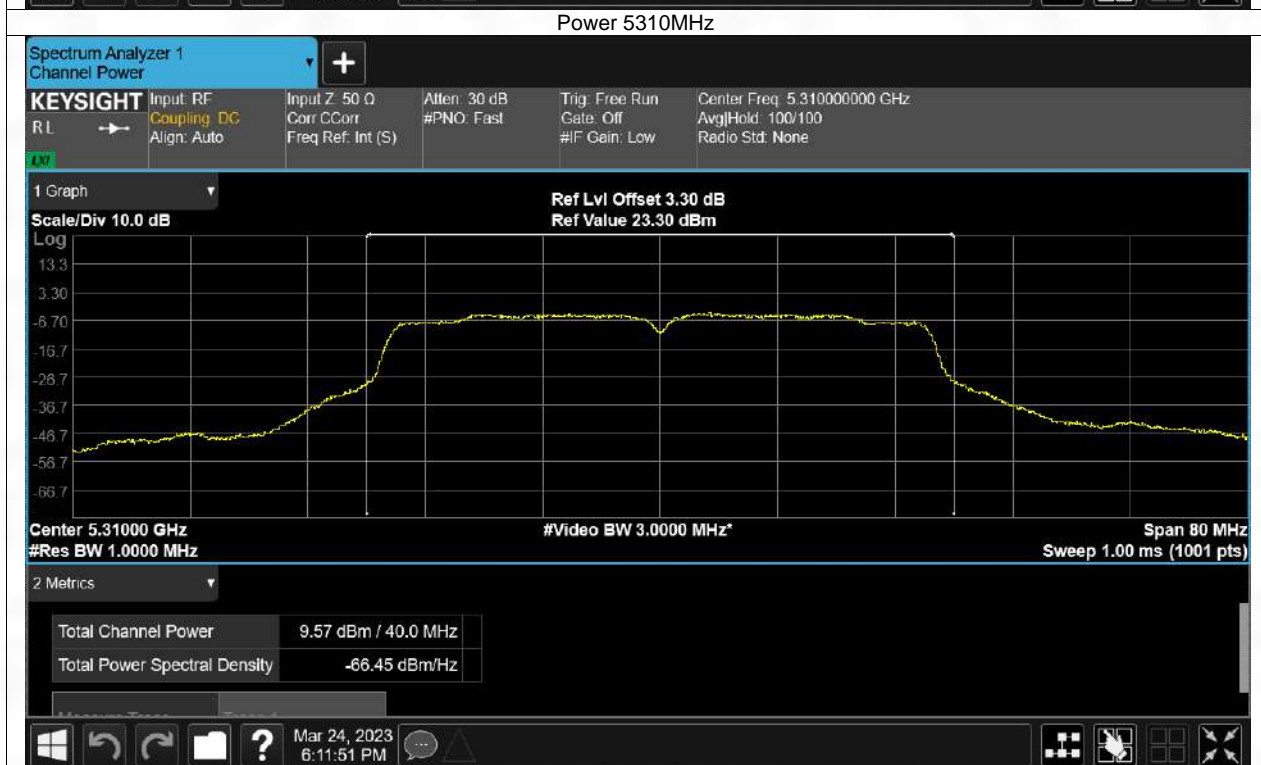 Power 5310MHz
Spectrum Analyzer 1
Channel Power
+
KEYSIGHT Input: RF Input Z: 50 Ω Atten: 30 dB Trig: Free Run Center Freq: 5.310000000 GHz
RL Coupling: DC Corr CCorr #PNO: Fast Gate: Off Avg|Hold: 100/100
Align: Auto Freq Ref: Int (S) #IF Gain: Low Radio Std: None
LXI
1 Graph
Ref Lvl Offset 3.30 dB
Scale/Div 10.0 dB Ref Value 23.30 dBm
Log
13.3
3.30
-6.70
-16.7
-26.7
-36.7
-46.7
-56.7
-66.7
Center 5.31000 GHz #Video BW 3.0000 MHz* Span 80 MHz
#Res BW 1.0000 MHz Sweep 1.00 ms (1001 pts)
2 Metrics
Total Channel Power 9.57 dBm / 40.0 MHz
Total Power Spectral Density -66.45 dBm/Hz
? Mar 24, 2023
6:11:51 PM